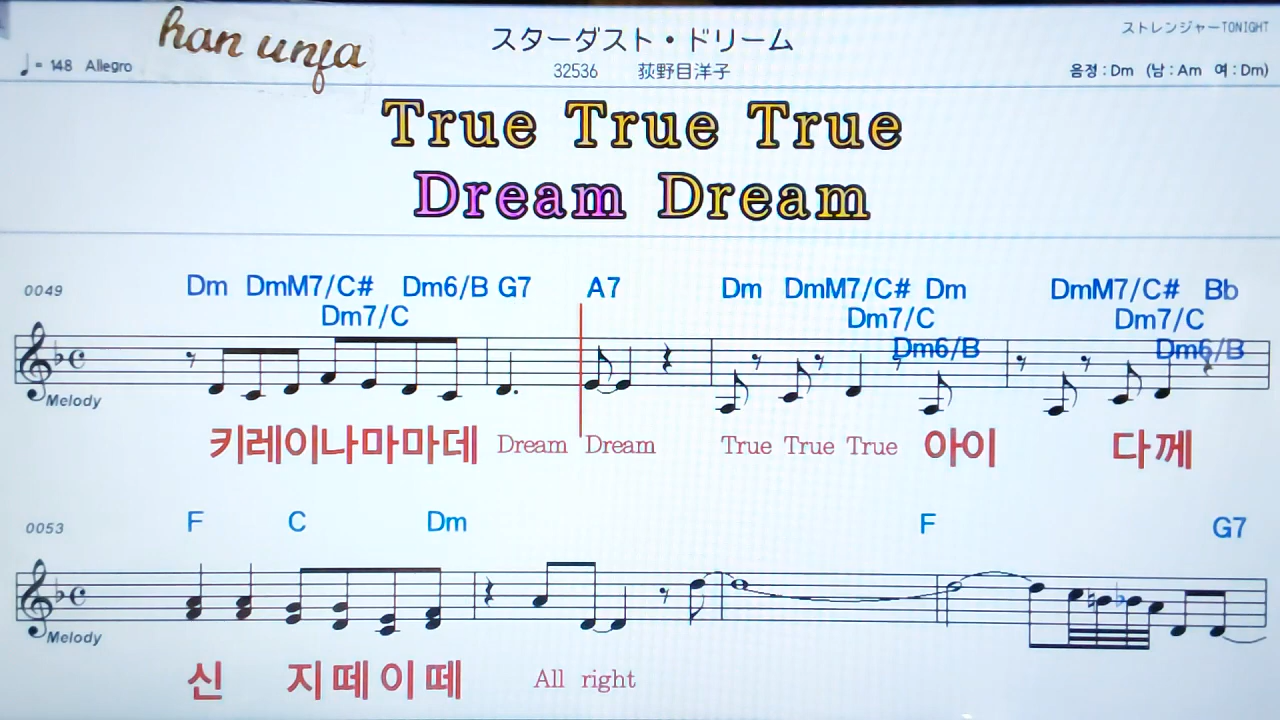 han unfa
スターダスト・ドリーム
ストレンジャーTONIGHT
♩= 148 Allegro
32536 荻野目洋子
음정 : Dm (남 : Am 여 : Dm)
True True True
Dream Dream
0049
Dm DmM7/C# Dm6/B G7 A7 Dm DmM7/C# Dm DmM7/C# Bb
Dm7/C Dm7/C Dm7/C
Dm6/B Dm6/B
Melody
키레이나마마데 Dream Dream True True True 아이 다께
0053
F C Dm F G7
Melody
신 지떼이떼 All right